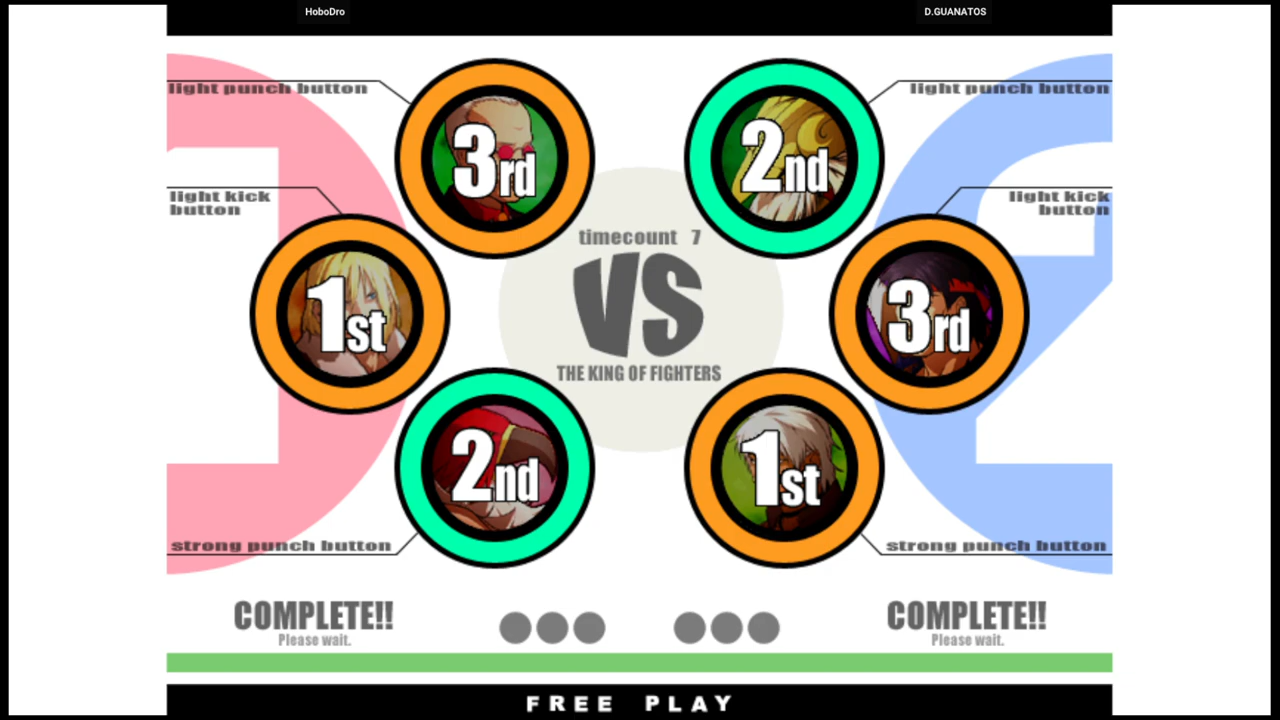 HoboDro
D.GUANATOS
light punch button
light punch button
3rd
2nd
light kick
button
light kick
button
timecount 7
VS
THE KING OF FIGHTERS
1st
3rd
2nd
1st
strong punch button
strong punch button
COMPLETE!!
Please wait.
COMPLETE!!
Please wait.
FREE PLAY